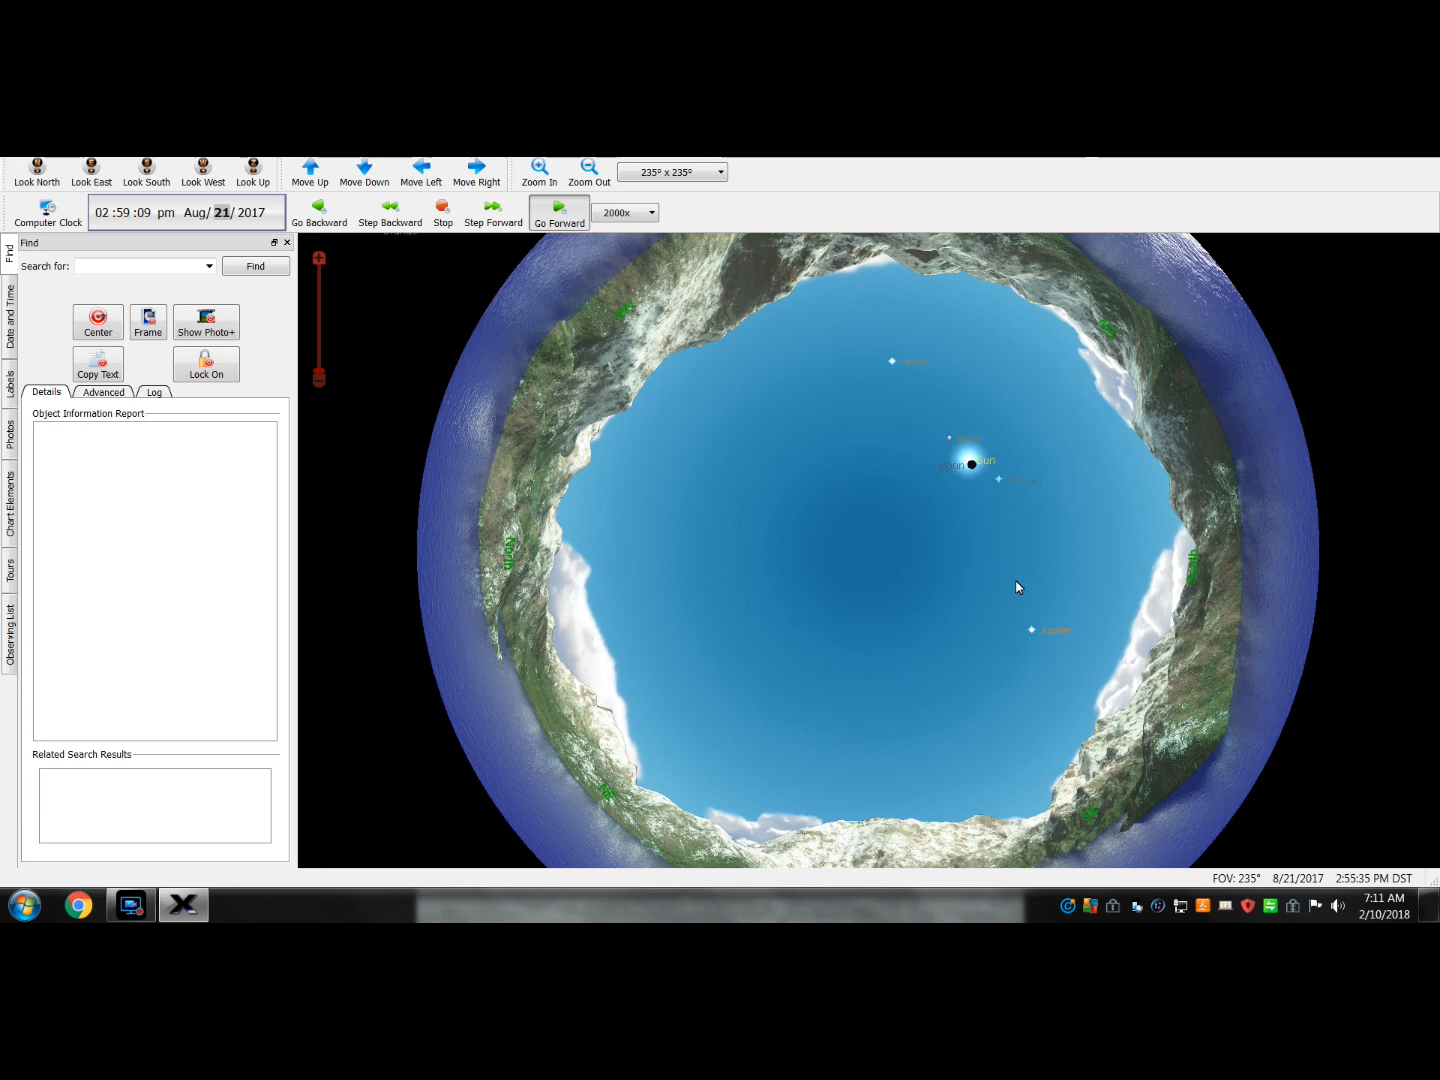 Look North Look East Look South Look West Look Up Move Up Move Down Move Left Move Right Zoom In Zoom Out 235° x 235°
Computer Clock 02 :59 :09 pm Aug/ 21/ 2017 Go Backward Step Backward Stop Step Forward Go Forward 2000x
Find
Search for: Find
Center Frame Show Photo+
Copy Text Lock On
Details Advanced Log
Object Information Report
Related Search Results
Find
Date and Time
Labels
Photos
Chart Elements
Tours
Observing List
Moon Sun
North
South
Jupiter
NE
SE
FOV: 235° 8/21/2017 2:55:35 PM DST
7:11 AM
2/10/2018